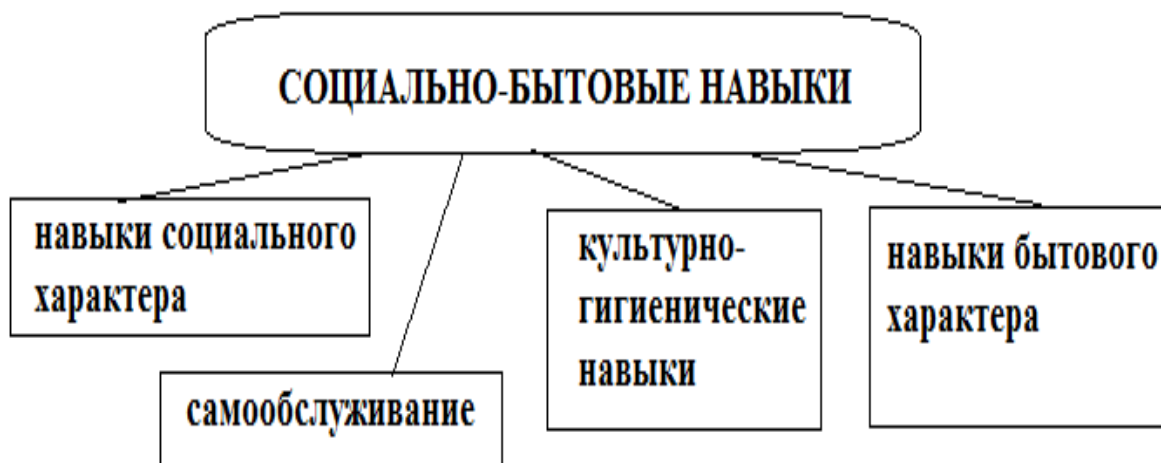 СОЦИАЛЬНО-БЫТОВЫЕ НАВЫКИ
навыки социального
характера
самообслуживание
культурно-
гигиенические
навыки
навыки бытового
характера